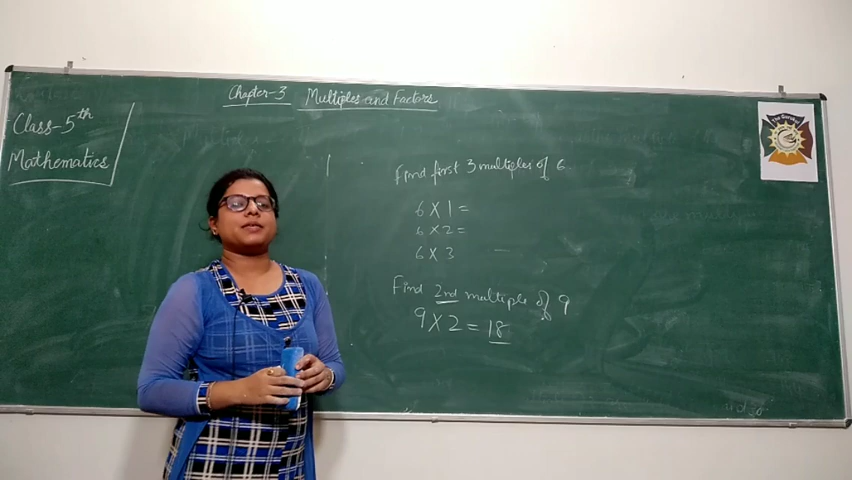 Chapter-3 Multiples and Factors
Class-5th
Mathematics
Find first 3 multiples of 6.
6 X 1 =
6 X 2 =
6 X 3
Find 2nd multiple of 9
9 X 2 = 18